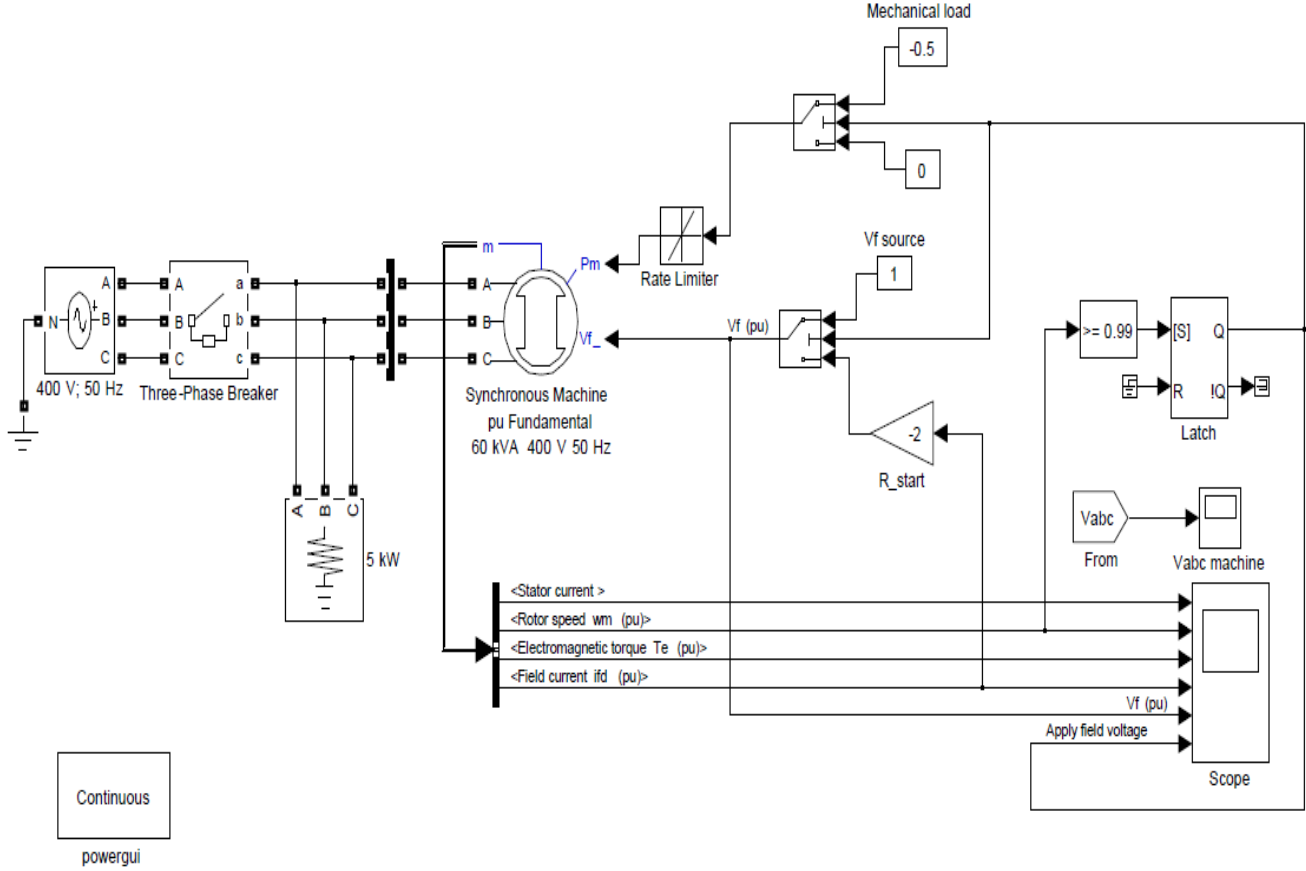 Mechanical load
-0.5
0
Vf source
1
Rate Limiter
m
Pm
Vf_
Vf (pu)
N
A
B
C
+
400 V; 50 Hz
A
B
C
a
b
c
Three-Phase Breaker
A
B
C
Synchronous Machine
pu Fundamental
60 kVA 400 V 50 Hz
-2
R_start
>= 0.99
[S] Q
R !Q
Latch
A B C
5 kW
Vabc
From
Vabc machine
<Stator current >
<Rotor speed wm (pu)>
<Electromagnetic torque Te (pu)>
<Field current ifd (pu)>
Vf (pu)
Apply field voltage
Scope
Continuous
powergui